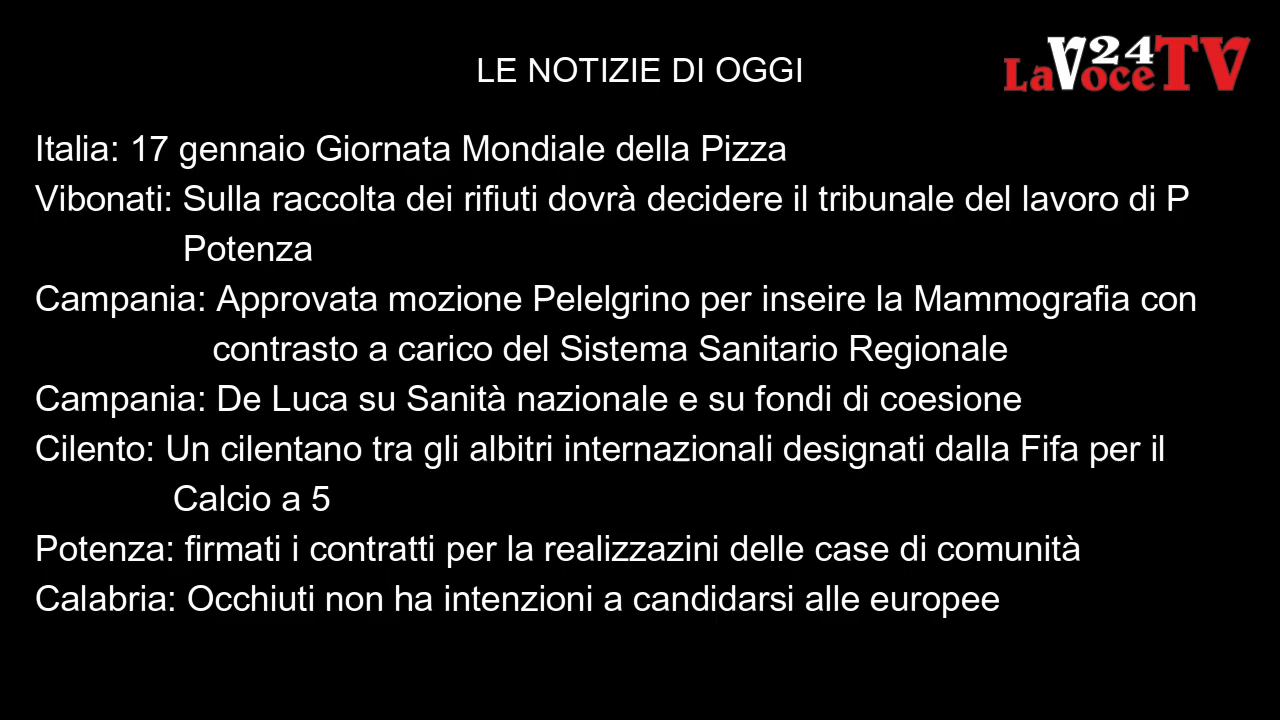 LE NOTIZIE DI OGGI
LaVoce24TV
Italia: 17 gennaio Giornata Mondiale della Pizza
Vibonati: Sulla raccolta dei rifiuti dovrà decidere il tribunale del lavoro di P
Potenza
Campania: Approvata mozione Pelelgrino per inseire la Mammografia con
contrasto a carico del Sistema Sanitario Regionale
Campania: De Luca su Sanità nazionale e su fondi di coesione
Cilento: Un cilentano tra gli albitri internazionali designati dalla Fifa per il
Calcio a 5
Potenza: firmati i contratti per la realizzazini delle case di comunità
Calabria: Occhiuti non ha intenzioni a candidarsi alle europee